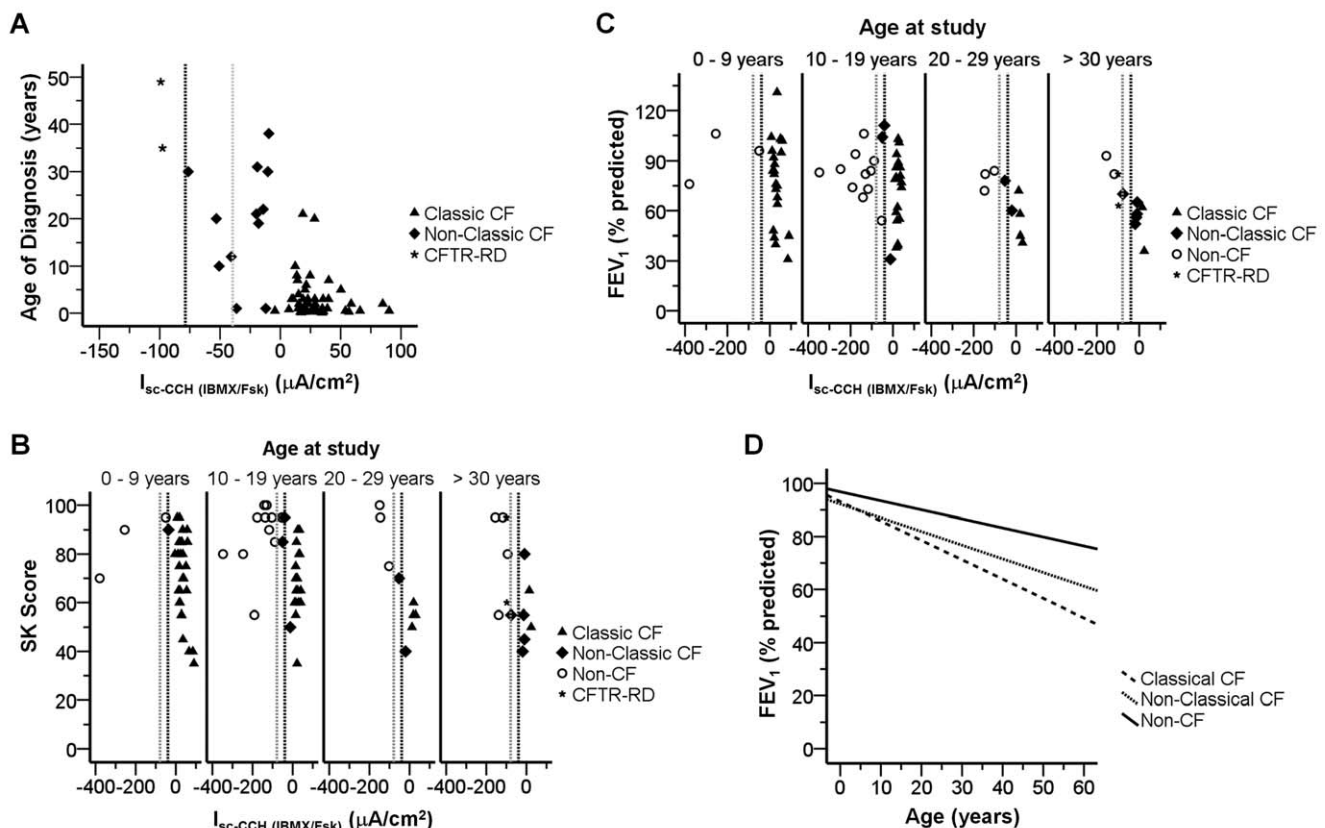 A
Age of Diagnosis (years)
50
40
30
20
10
0
-150 -100 -50 0 50 100
Isc-CCH (IBMX/Fsk) (μA/cm²)
Classic CF
Non-Classic CF
CFTR-RD
B
Age at study
0 - 9 years 10 - 19 years 20 - 29 years > 30 years
SK Score
100
80
60
40
20
0
-400 -200 0 -400 -200 0 -400 -200 0 -400 -200 0
Isc-CCH (IBMX/Fsk) (μA/cm²)
Classic CF
Non-Classic CF
Non-CF
CFTR-RD
C
Age at study
0 - 9 years 10 - 19 years 20 - 29 years > 30 years
FEV1 (% predicted)
120
90
60
30
0
-400 -200 0 -400 -200 0 -400 -200 0 -400 -200 0
Isc-CCH (IBMX/Fsk) (μA/cm²)
Classic CF
Non-Classic CF
Non-CF
CFTR-RD
D
FEV1 (% predicted)
100
80
60
40
20
0
0 10 20 30 40 50 60
Age (years)
Classical CF
Non-Classical CF
Non-CF